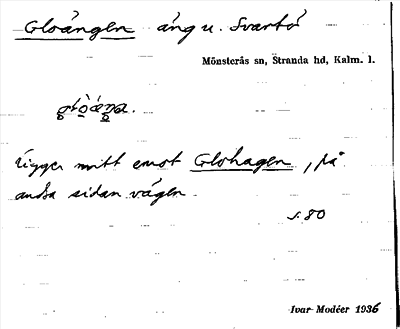 Gloängen äng u. Svartö
Mönsterås sn, Stranda hd, Kalm. l.
Ligger mitt emot Glohagen, på
andra sidan vägen.
s. 80
Ivar Modéer 1936